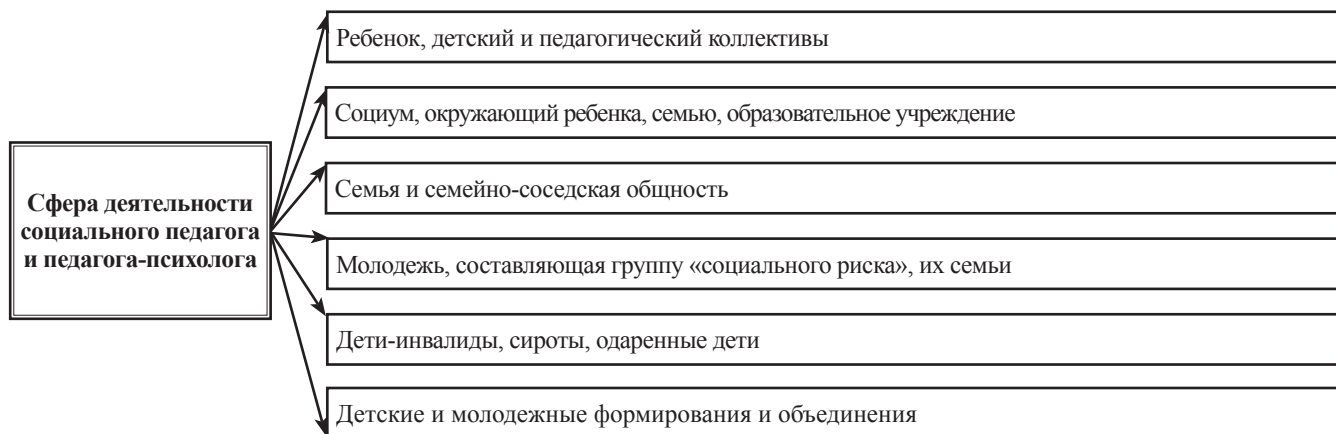 Ребенок, детский и педагогический коллективы
Социум, окружающий ребенка, семью, образовательное учреждение
Семья и семейно-соседская общность
Сфера деятельности
социального педагога
и педагога-психолога
Молодежь, составляющая группу «социального риска», их семьи
Дети-инвалиды, сироты, одаренные дети
Детские и молодежные формирования и объединения